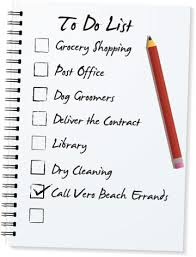 To Do List
Grocery Shopping
Post Office
Dog Groomers
Deliver the Contract
Library
Dry Cleaning
Call Vero Beach Errands